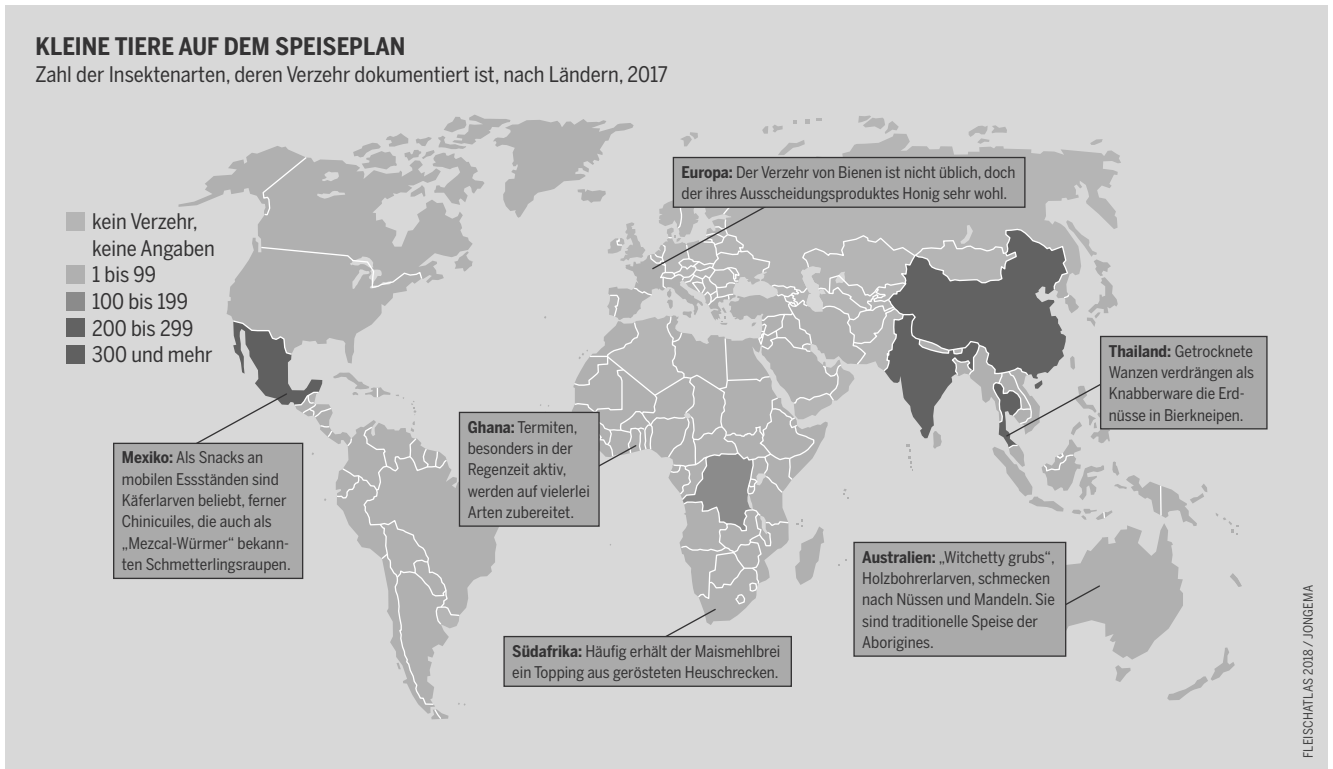 KLEINE TIERE AUF DEM SPEISEPLAN
Zahl der Insektenarten, deren Verzehr dokumentiert ist, nach Ländern, 2017
kein Verzehr,
keine Angaben
1 bis 99
100 bis 199
200 bis 299
300 und mehr
Europa: Der Verzehr von Bienen ist nicht üblich, doch
der ihres Ausscheidungsproduktes Honig sehr wohl.
Thailand: Getrocknete
Wanzen verdrängen als
Knabberware die Erd-
nüsse in Bierkneipen.
Ghana: Termiten,
besonders in der
Regenzeit aktiv,
werden auf vielerlei
Arten zubereitet.
Mexiko: Als Snacks an
mobilen Essständen sind
Käferlarven beliebt, ferner
Chinicuiles, die auch als
„Mezcal-Würmer“ bekann-
ten Schmetterlingsraupen.
Australien: „Witchetty grubs“,
Holzbohrerlarven, schmecken
nach Nüssen und Mandeln. Sie
sind traditionelle Speise der
Aborigines.
Südafrika: Häufig erhält der Maismehlbrei
ein Topping aus gerösteten Heuschrecken.
FLEISCHATLAS 2018 / JONGEMA